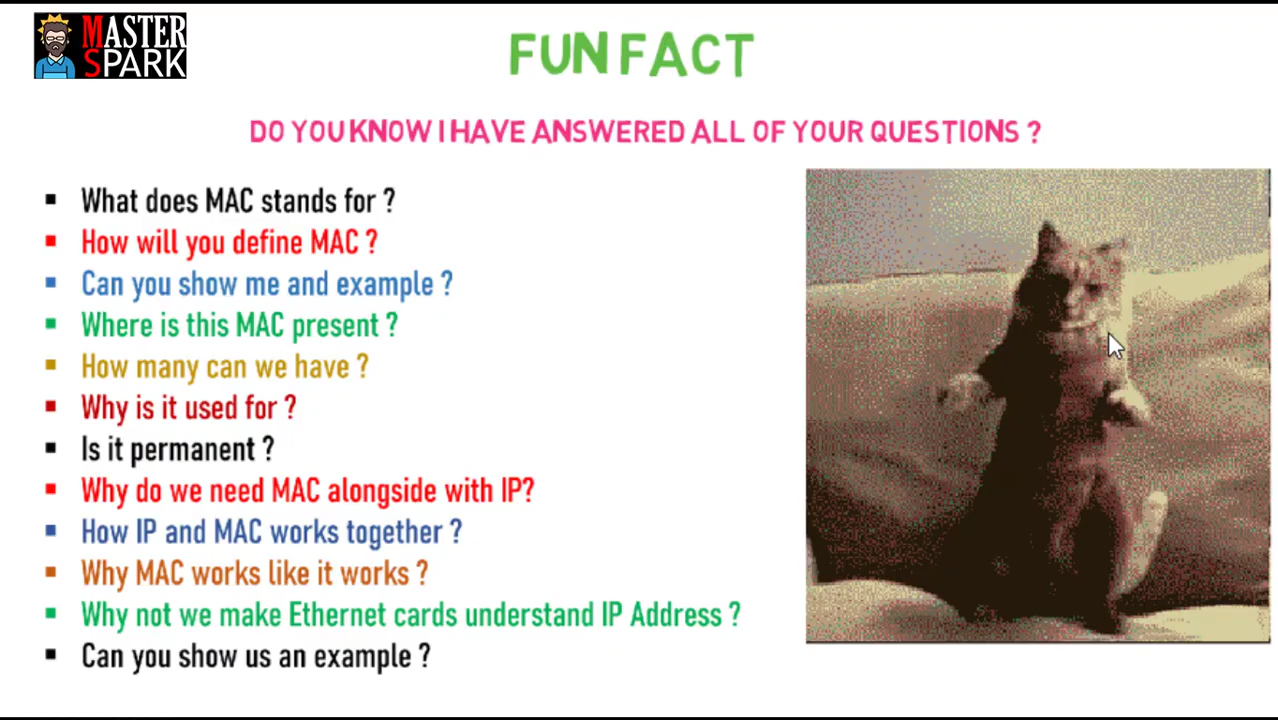 MASTER
SPARK
FUN FACT
DO YOU KNOW I HAVE ANSWERED ALL OF YOUR QUESTIONS ?
▪ What does MAC stands for ?
▪ How will you define MAC ?
▪ Can you show me and example ?
▪ Where is this MAC present ?
▪ How many can we have ?
▪ Why is it used for ?
▪ Is it permanent ?
▪ Why do we need MAC alongside with IP?
▪ How IP and MAC works together ?
▪ Why MAC works like it works ?
▪ Why not we make Ethernet cards understand IP Address ?
▪ Can you show us an example ?